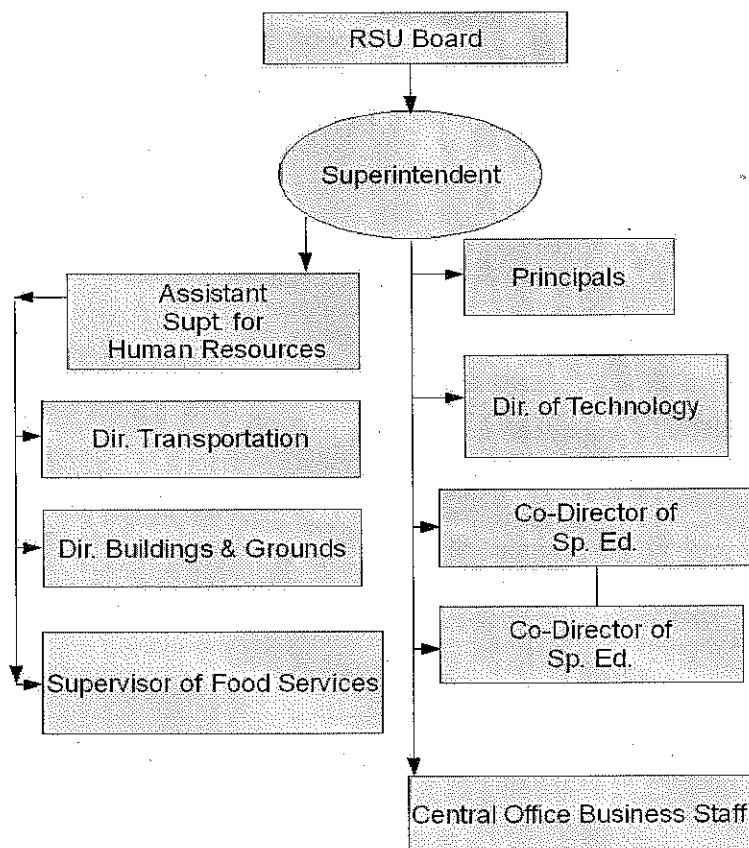 RSU Board
Superintendent
Assistant
Supt. for
Human Resources
Dir. Transportation
Dir. Buildings & Grounds
Supervisor of Food Services
Principals
Dir. of Technology
Co-Director of
Sp. Ed.
Co-Director of
Sp. Ed.
Central Office Business Staff